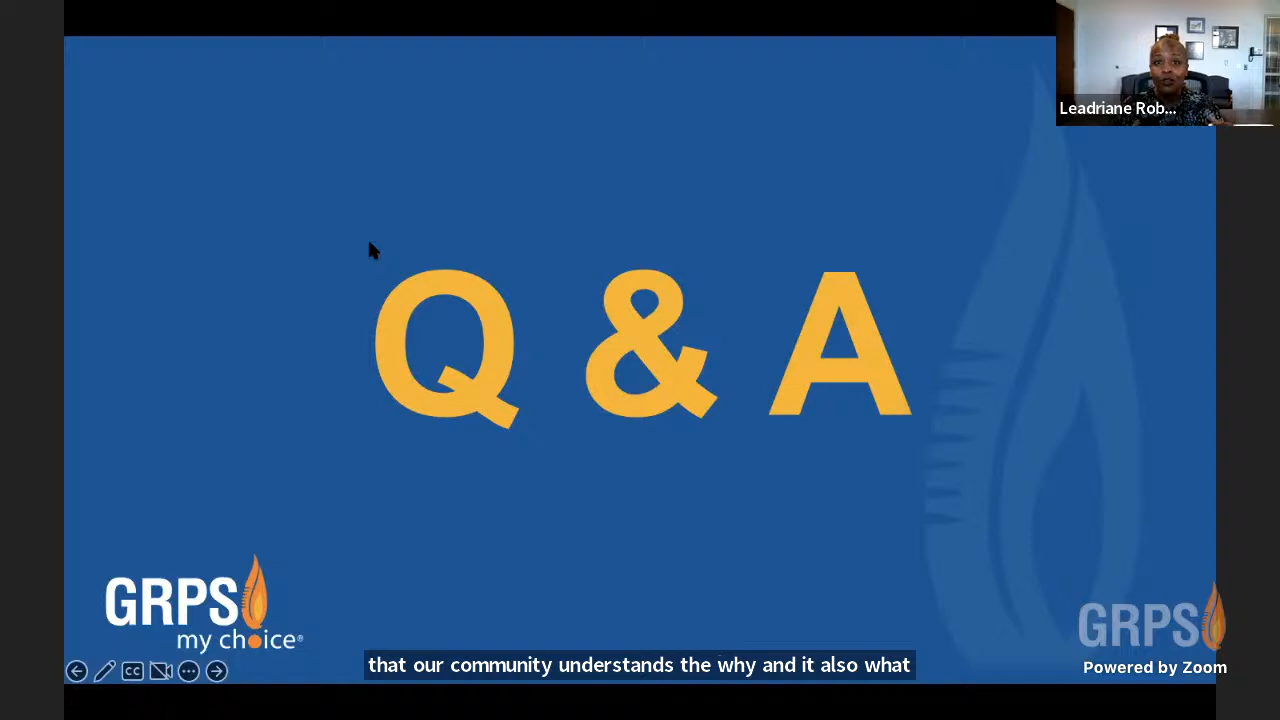 Leadriane Rob...
Q & A
GRPS
my choice®
CC
that our community understands the why and it also what
GRPS
Powered by Zoom